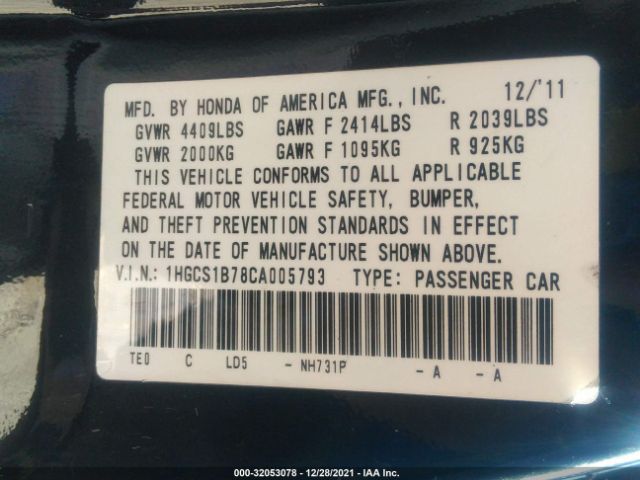 MFD. BY HONDA OF AMERICA MFG., INC. 12/'11
GVWR 4409LBS GAWR F 2414LBS R 2039LBS
GVWR 2000KG GAWR F 1095KG R 925KG
THIS VEHICLE CONFORMS TO ALL APPLICABLE
FEDERAL MOTOR VEHICLE SAFETY, BUMPER,
AND THEFT PREVENTION STANDARDS IN EFFECT
ON THE DATE OF MANUFACTURE SHOWN ABOVE.
V.I.N.: 1HGCS1B78CA005793 TYPE: PASSENGER CAR
TE0 C LD5 - NH731P - A - A
000-32053078 - 12/28/2021 - IAA Inc.